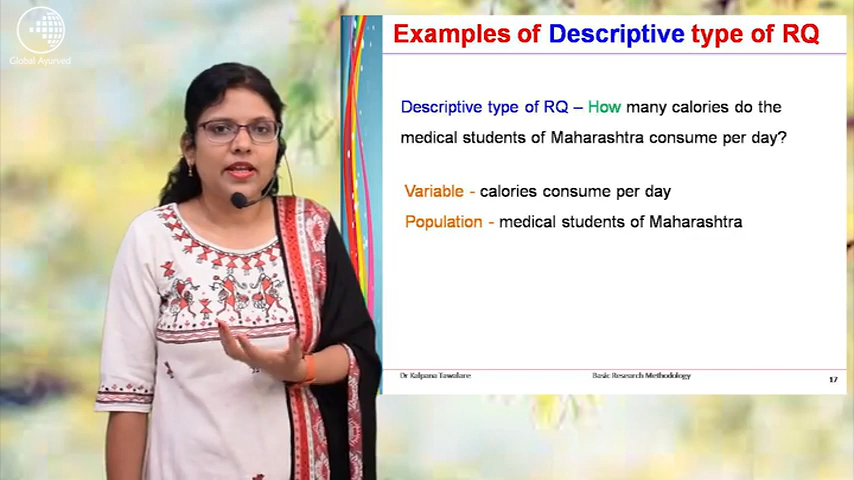 Global Ayurved
Examples of Descriptive type of RQ
Descriptive type of RQ – How many calories do the
medical students of Maharashtra consume per day?
Variable - calories consume per day
Population - medical students of Maharashtra
Dr Kalpana Tawalare
Basic Research Methodology
17